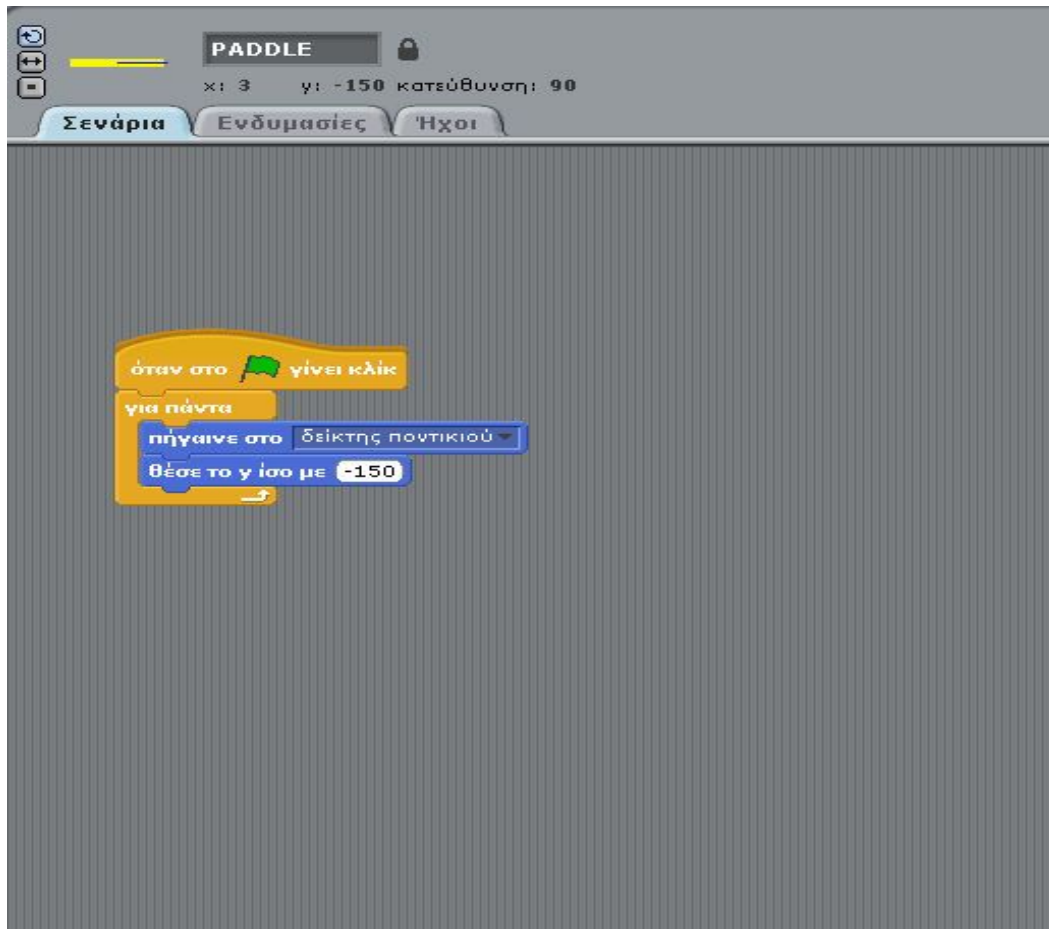 PADDLE
x: 3 y: -150 κατεύθυνση: 90
Σενάρια Ενδυμασίες Ήχοι
όταν στο γίνει κλίκ
για πάντα
πήγαινε στο δείκτης ποντικιού
θέσε το y ίσο με -150